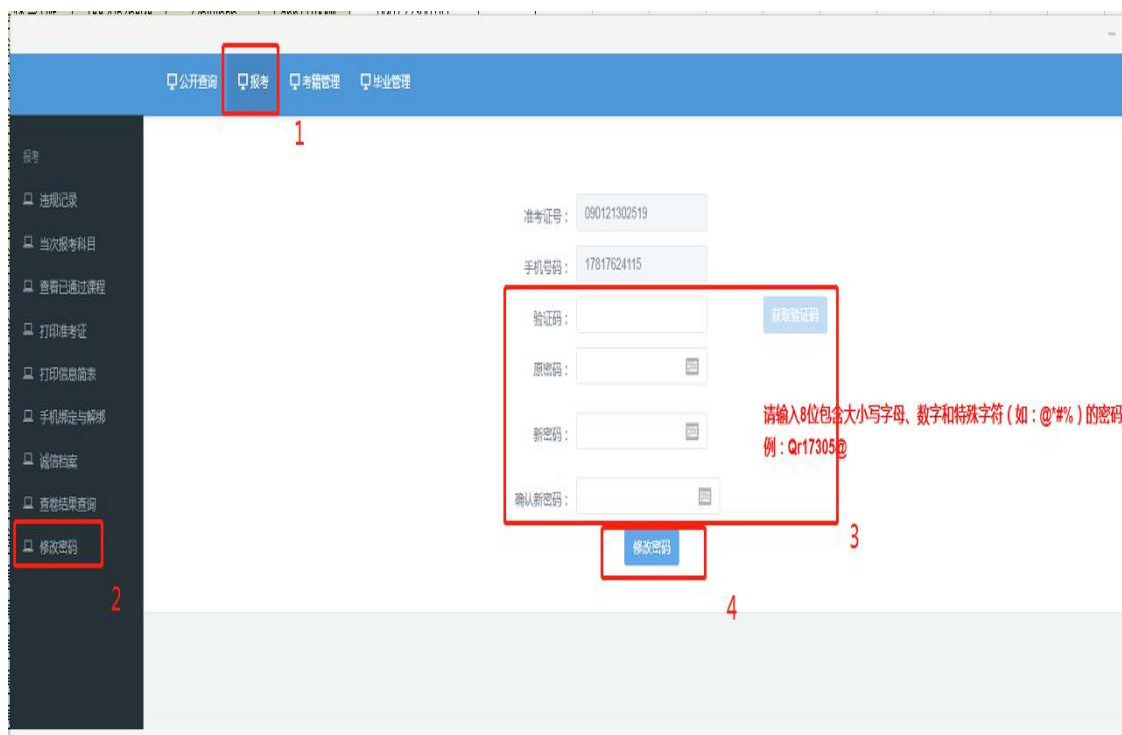 公开查询 报考 考籍管理 毕业管理
1
报考
违规记录
当次报考科目
查看已通过课程
打印准考证
打印信息简表
手机绑定与解绑
诚信档案
查卷结果查询
修改密码
2
准考证号： 090121302519
手机号码： 17817624115
验证码： 获取验证码
原密码：
新密码：
确认新密码：
请输入8位包含大小写字母、数字和特殊字符（如：@*#%）的密码
例：Qr17305@
3
修改密码
4